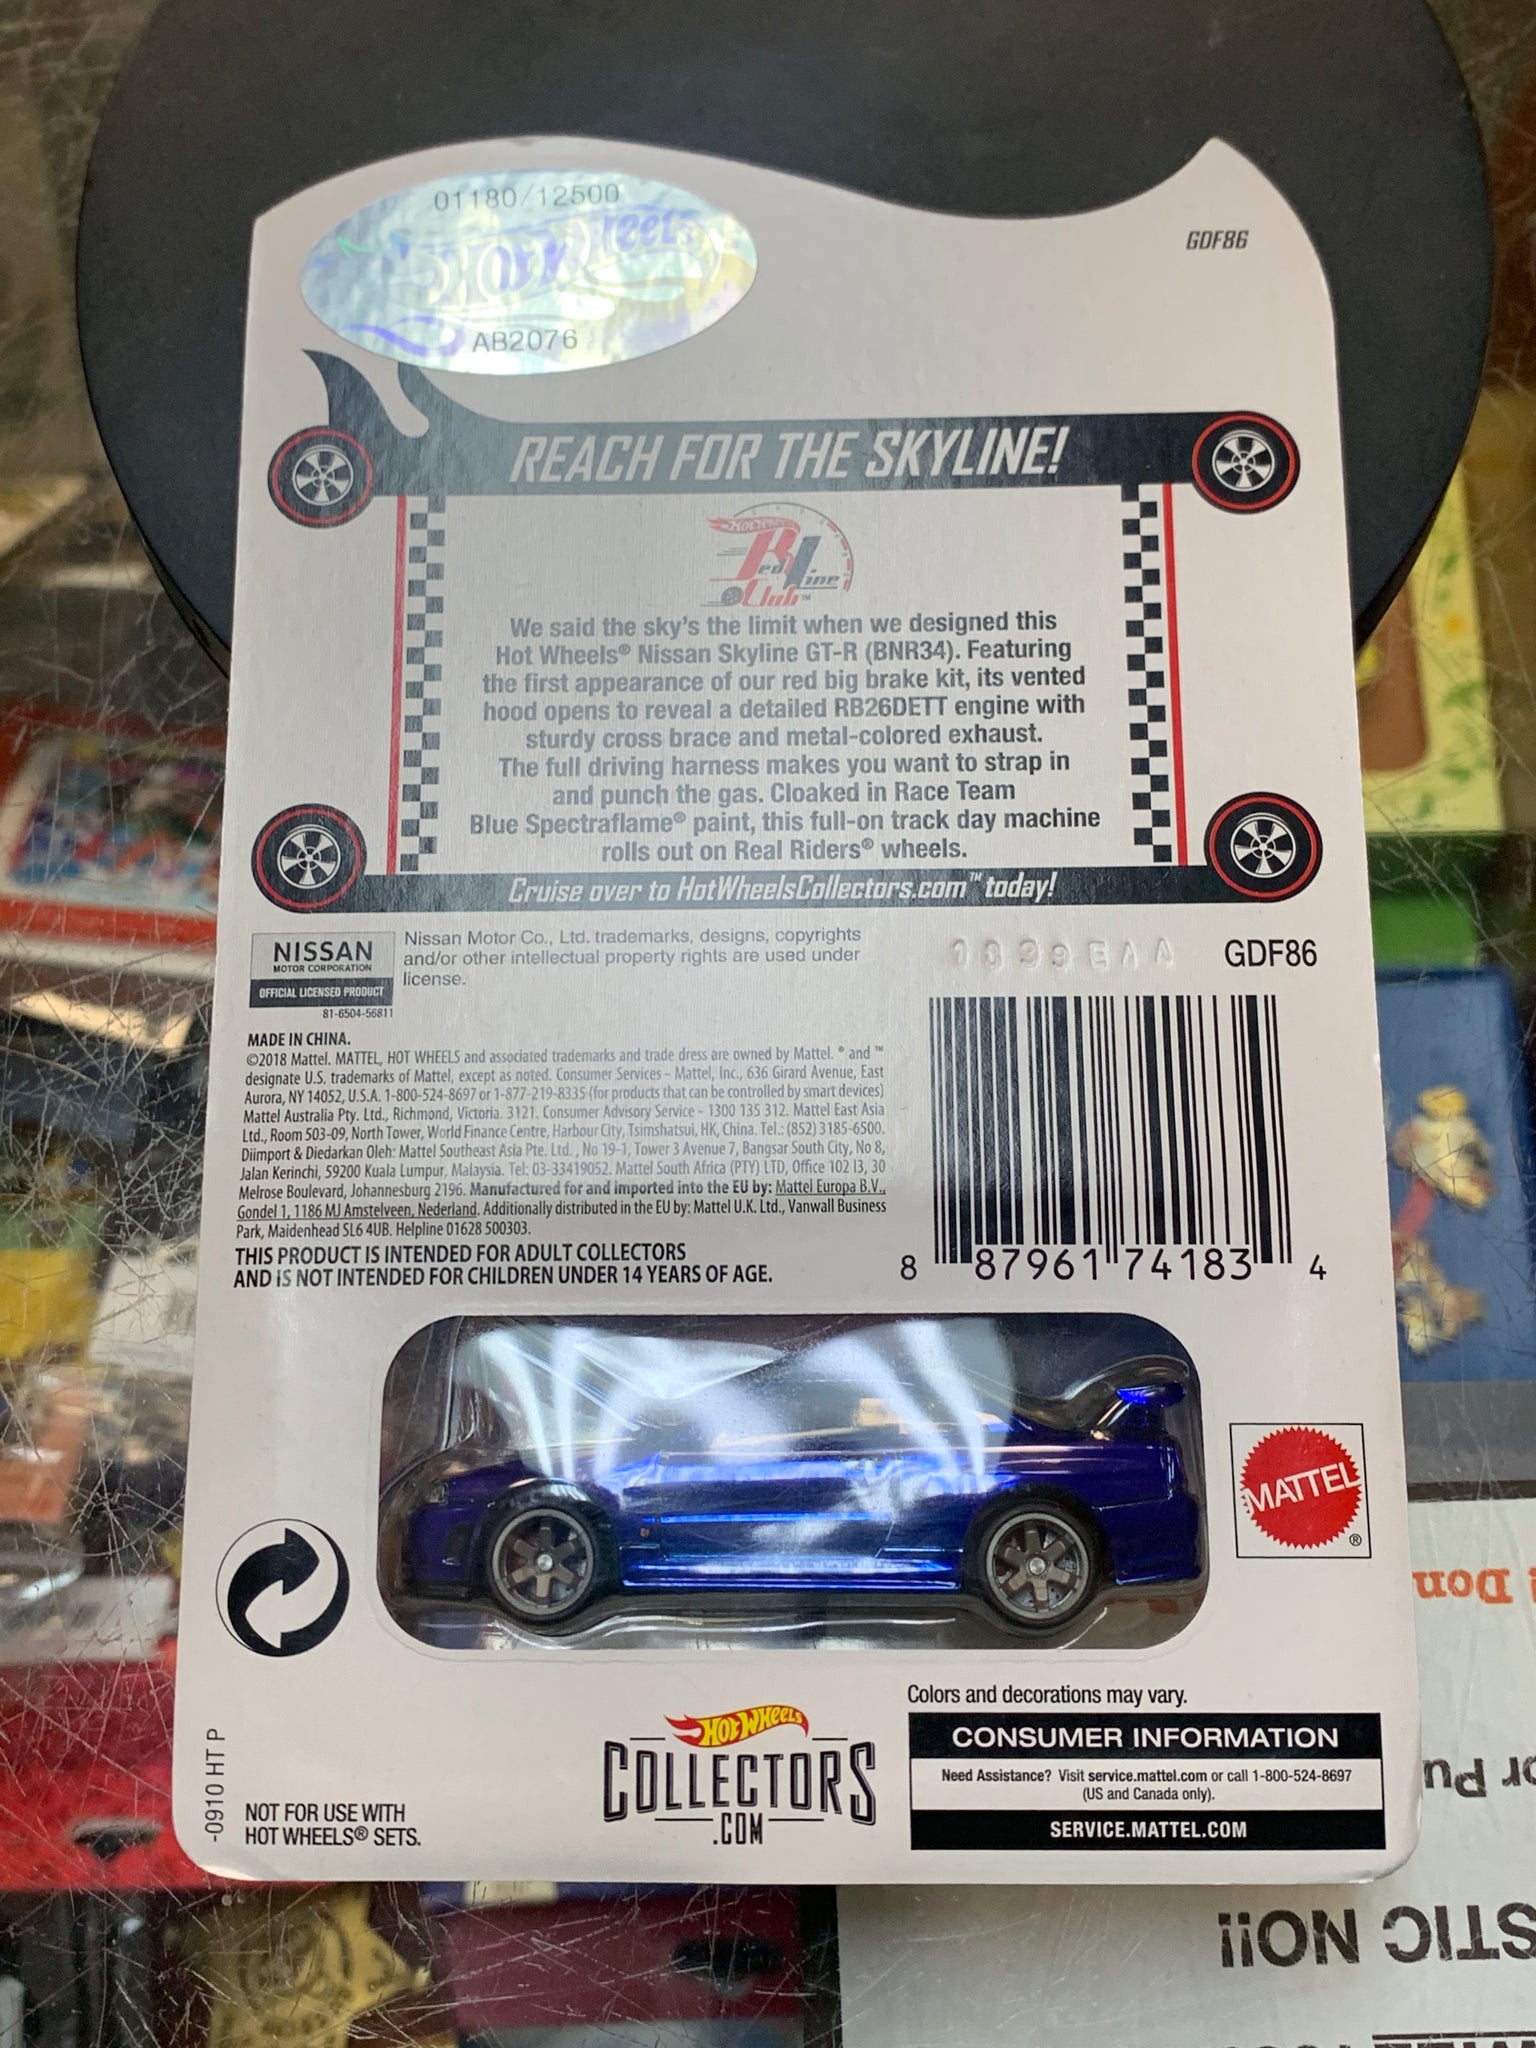 01180/12500
Hot Wheels
AB2076
GDF86
REACH FOR THE SKYLINE!
HOT WHEELS
Red Line
Club™
We said the sky's the limit when we designed this
Hot Wheels® Nissan Skyline GT-R (BNR34). Featuring
the first appearance of our red big brake kit, its vented
hood opens to reveal a detailed RB26DETT engine with
sturdy cross brace and metal-colored exhaust.
The full driving harness makes you want to strap in
and punch the gas. Cloaked in Race Team
Blue Spectraflame® paint, this full-on track day machine
rolls out on Real Riders® wheels.
Cruise over to HotWheelsCollectors.com™ today!
NISSAN
MOTOR CORPORATION
OFFICIAL LICENSED PRODUCT
81-6504-56811
Nissan Motor Co., Ltd. trademarks, designs, copyrights
and/or other intellectual property rights are used under
license.
GDF86
MADE IN CHINA.
©2018 Mattel. MATTEL, HOT WHEELS and associated trademarks and trade dress are owned by Mattel. ® and ™
designate U.S. trademarks of Mattel, except as noted. Consumer Services – Mattel, Inc., 636 Girard Avenue, East
Aurora, NY 14052, U.S.A. 1-800-524-8697 or 1-877-219-8335 (for products that can be controlled by smart devices)
Mattel Australia Pty. Ltd., Richmond, Victoria. 3121. Consumer Advisory Service - 1300 135 312. Mattel East Asia
Ltd., Room 503-09, North Tower, World Finance Centre, Harbour City, Tsimshatsui, HK, China. Tel.: (852) 3185-6500.
Diimport & Diedarkan Oleh: Mattel Southeast Asia Pte. Ltd. , No 19-1, Tower 3 Avenue 7, Bangsar South City, No 8,
Jalan Kerinchi, 59200 Kuala Lumpur, Malaysia. Tel: 03-33419052. Mattel South Africa (PTY) LTD, Office 102 I3, 30
Melrose Boulevard, Johannesburg 2196. Manufactured for and imported into the EU by: Mattel Europa B.V.,
Gondel 1, 1186 MJ Amstelveen, Nederland. Additionally distributed in the EU by: Mattel U.K. Ltd., Vanwall Business
Park, Maidenhead SL6 4UB. Helpline 01628 500303.
THIS PRODUCT IS INTENDED FOR ADULT COLLECTORS
AND IS NOT INTENDED FOR CHILDREN UNDER 14 YEARS OF AGE.
8 87961 74183 4
MATTEL
®
-0910 HT P
NOT FOR USE WITH
HOT WHEELS® SETS.
HOT WHEELS
COLLECTORS
.COM
Colors and decorations may vary.
CONSUMER INFORMATION
Need Assistance? Visit service.mattel.com or call 1-800-524-8697
(US and Canada only).
SERVICE.MATTEL.COM
! Don
or Pu
STIC NO!!